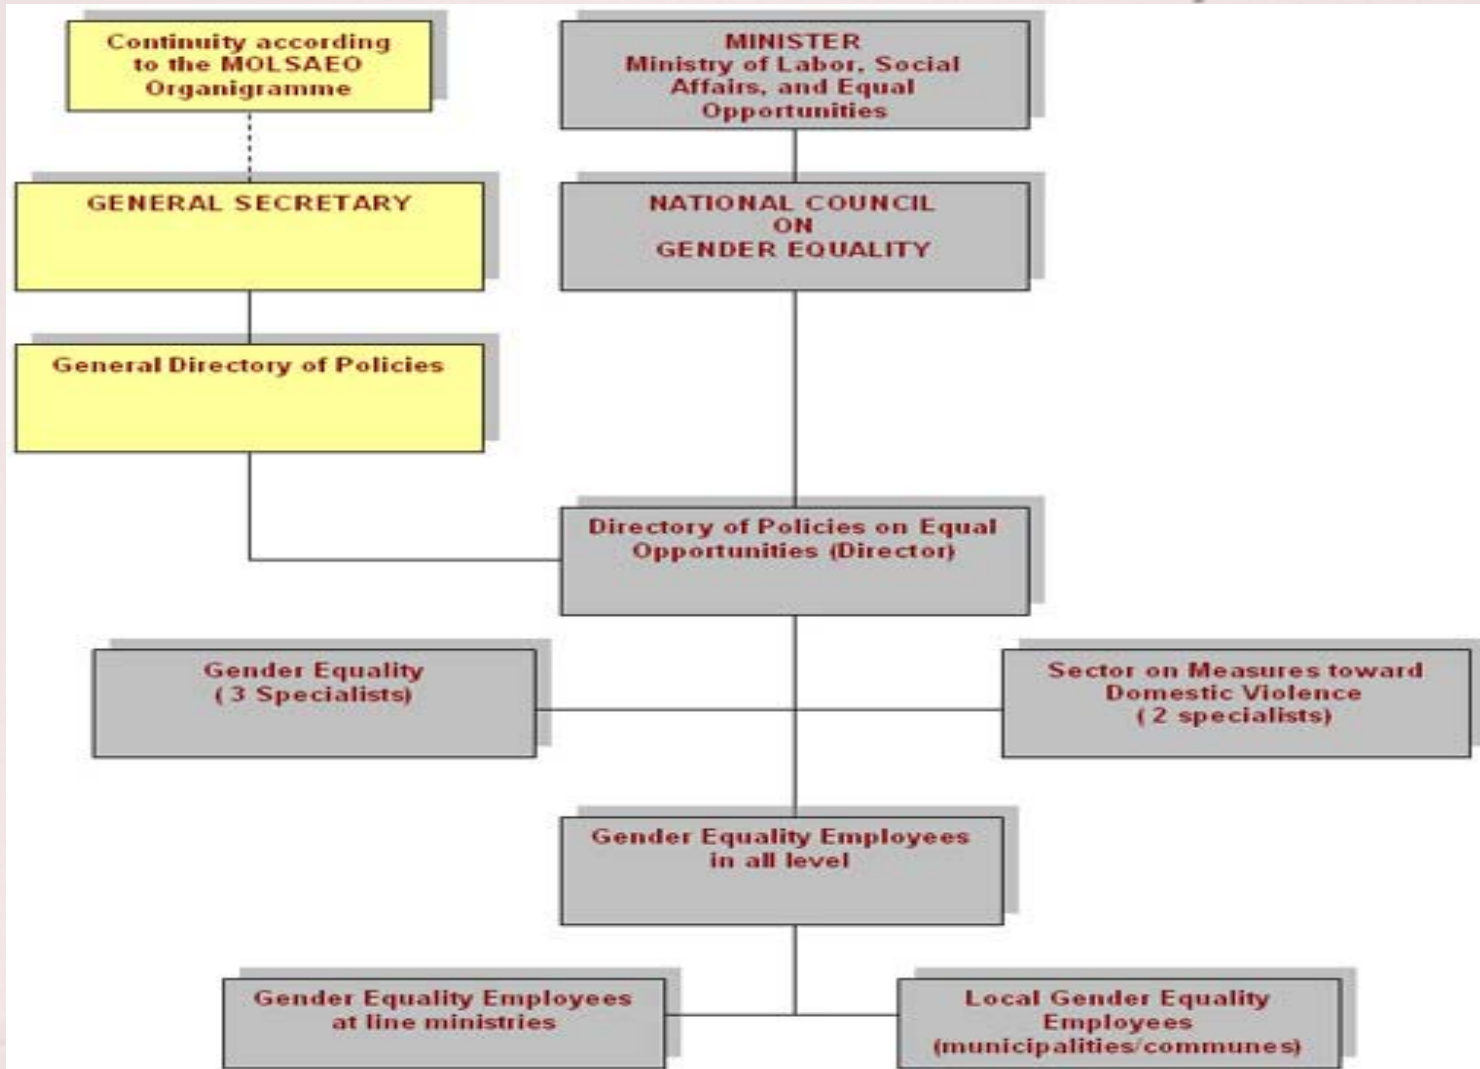 Continuity according
to the MOLSAEO
Organigramme
MINISTER
Ministry of Labor, Social
Affairs, and Equal
Opportunities
GENERAL SECRETARY
NATIONAL COUNCIL
ON
GENDER EQUALITY
General Directory of Policies
Directory of Policies on Equal
Opportunities (Director)
Gender Equality
( 3 Specialists)
Sector on Measures toward
Domestic Violence
( 2 specialists)
Gender Equality Employees
in all level
Gender Equality Employees
at line ministries
Local Gender Equality
Employees
(municipalities/communes)